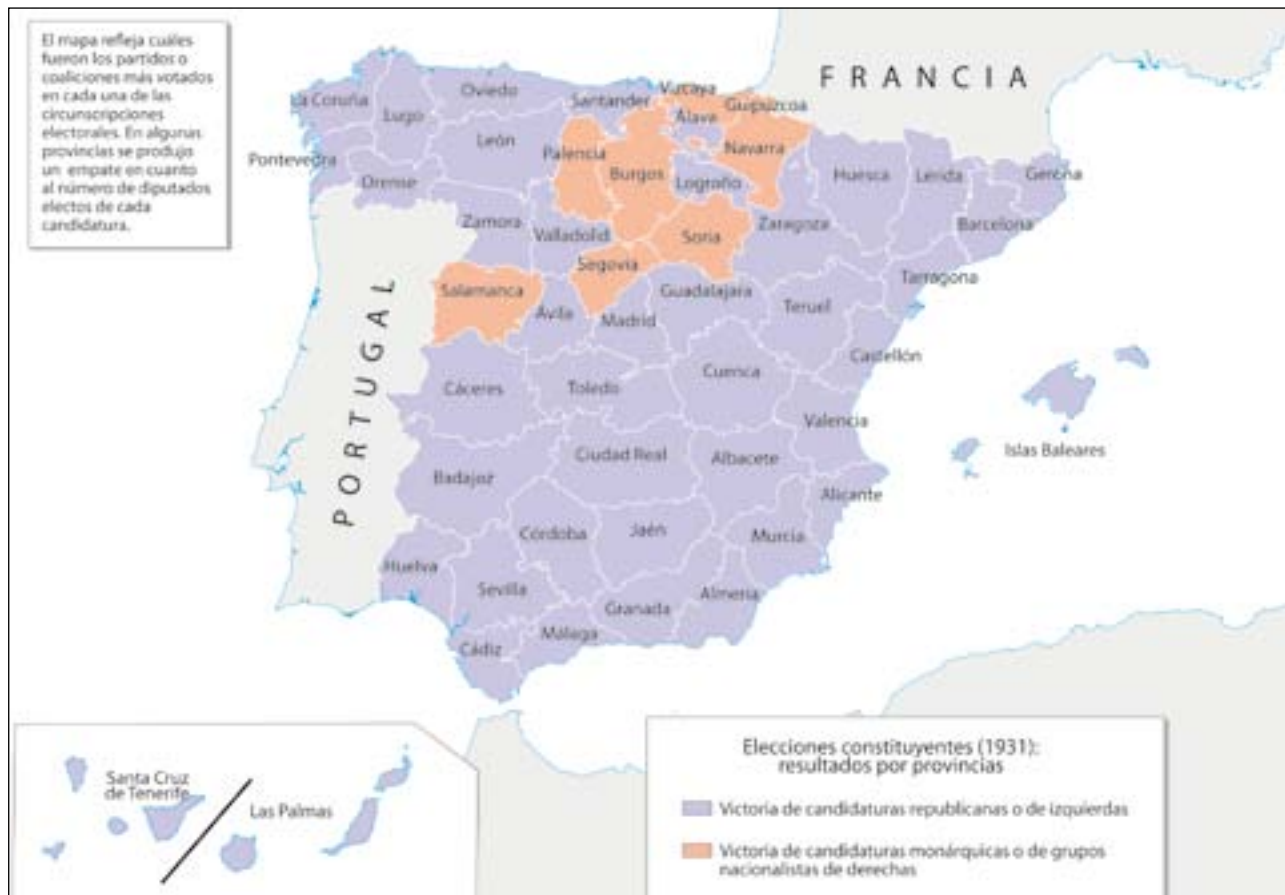 El mapa refleja cuáles
fueron los partidos o
coaliciones más votados
en cada una de las
circunscripciones
electorales. En algunas
provincias se produjo
un empate en cuanto
al número de diputados
electos de cada
candidatura.
FRANCIA
PORTUGAL
La Coruña
Lugo
Oviedo
Santander
Vizcaya
Guipúzcoa
Álava
Navarra
Pontevedra
Orense
León
Palencia
Burgos
Logroño
Huesca
Lérida
Gerona
Zamora
Valladolid
Soria
Zaragoza
Barcelona
Segovia
Tarragona
Salamanca
Ávila
Madrid
Guadalajara
Teruel
Castellón
Cáceres
Toledo
Cuenca
Valencia
Islas Baleares
Badajoz
Ciudad Real
Albacete
Alicante
Córdoba
Jaén
Murcia
Huelva
Sevilla
Granada
Almería
Málaga
Cádiz
Santa Cruz
de Tenerife
Las Palmas
Elecciones constituyentes (1931):
resultados por provincias
Victoria de candidaturas republicanas o de izquierdas
Victoria de candidaturas monárquicas o de grupos
nacionalistas de derechas